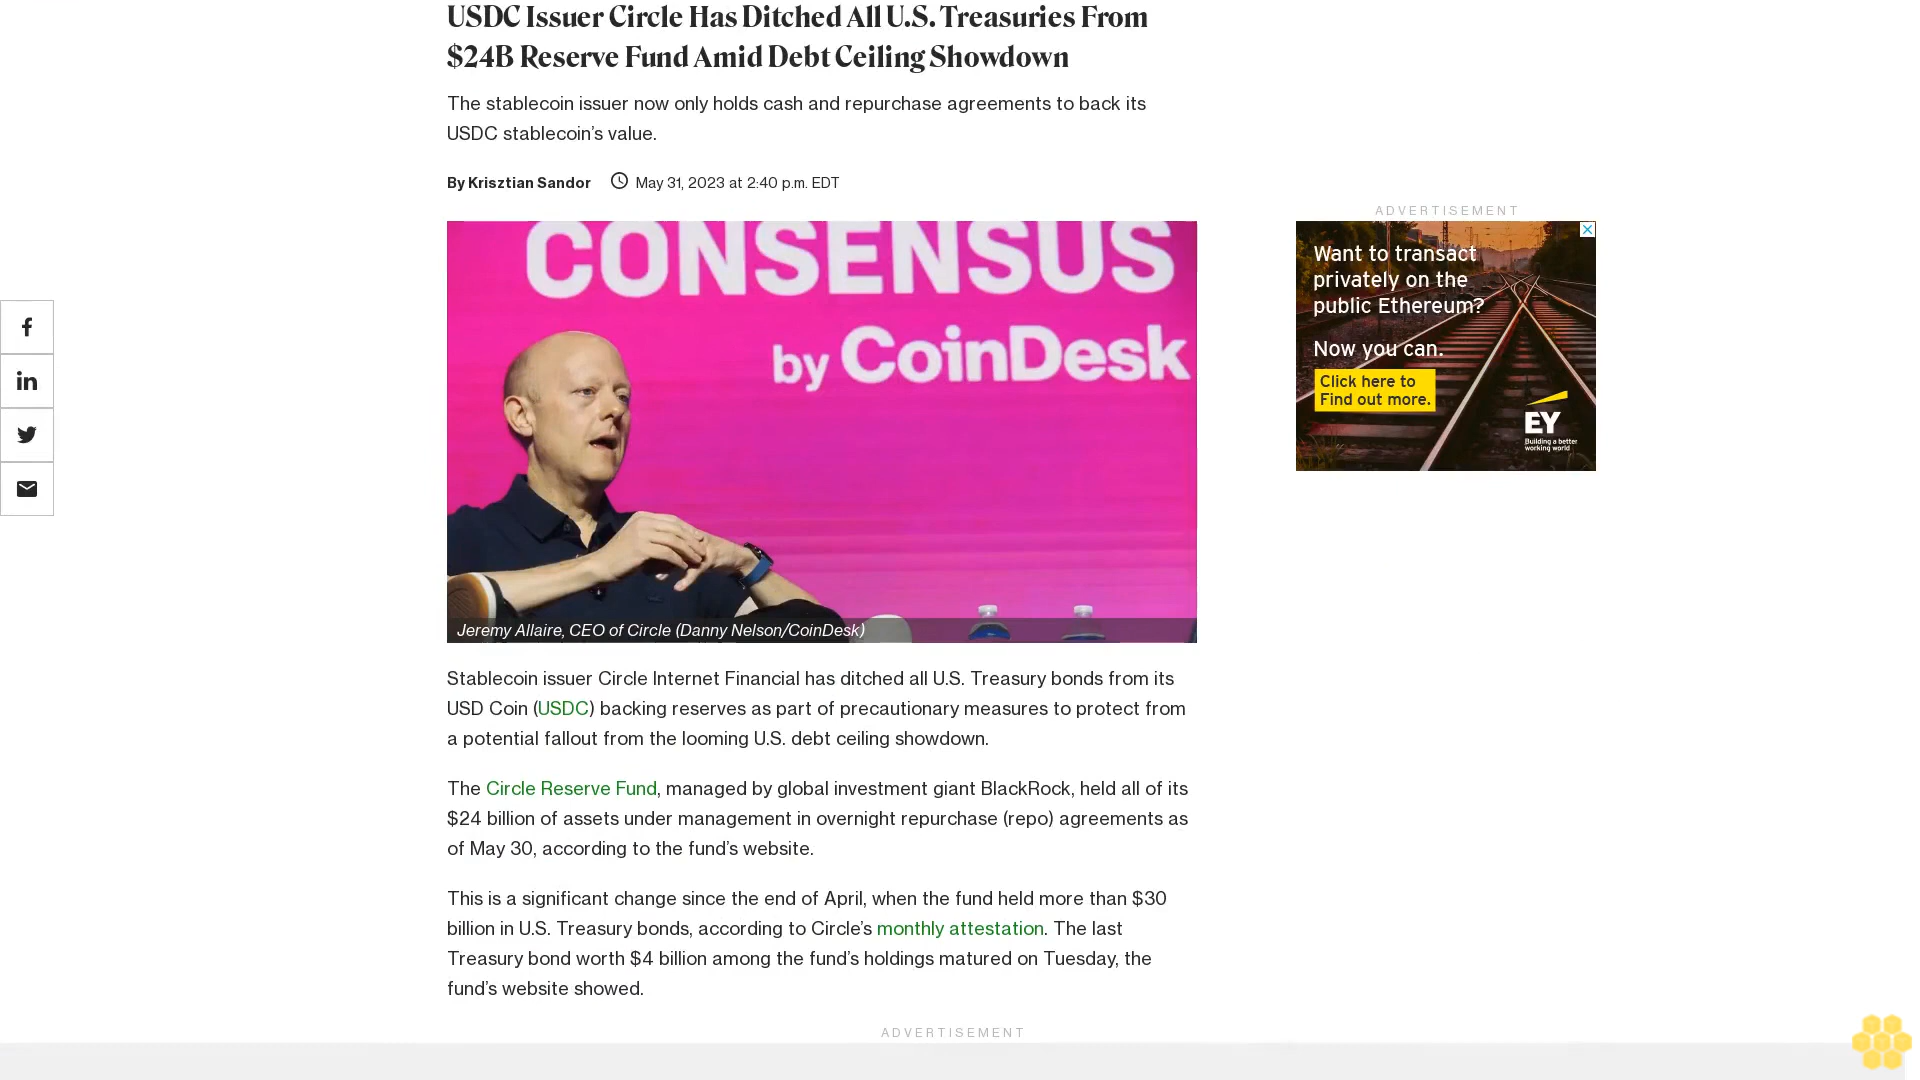 USDC Issuer Circle Has Ditched All U.S. Treasuries From
$24B Reserve Fund Amid Debt Ceiling Showdown
The stablecoin issuer now only holds cash and repurchase agreements to back its
USDC stablecoin’s value.
By Krisztian Sandor May 31, 2023 at 2:40 p.m. EDT
CONSENSUS
by CoinDesk
Jeremy Allaire, CEO of Circle (Danny Nelson/CoinDesk)
ADVERTISEMENT
Want to transact
privately on the
public Ethereum?
Now you can.
Click here to
Find out more.
EY
Building a better
working world
Stablecoin issuer Circle Internet Financial has ditched all U.S. Treasury bonds from its
USD Coin (USDC) backing reserves as part of precautionary measures to protect from
a potential fallout from the looming U.S. debt ceiling showdown.
The Circle Reserve Fund, managed by global investment giant BlackRock, held all of its
$24 billion of assets under management in overnight repurchase (repo) agreements as
of May 30, according to the fund’s website.
This is a significant change since the end of April, when the fund held more than $30
billion in U.S. Treasury bonds, according to Circle’s monthly attestation. The last
Treasury bond worth $4 billion among the fund’s holdings matured on Tuesday, the
fund’s website showed.
ADVERTISEMENT